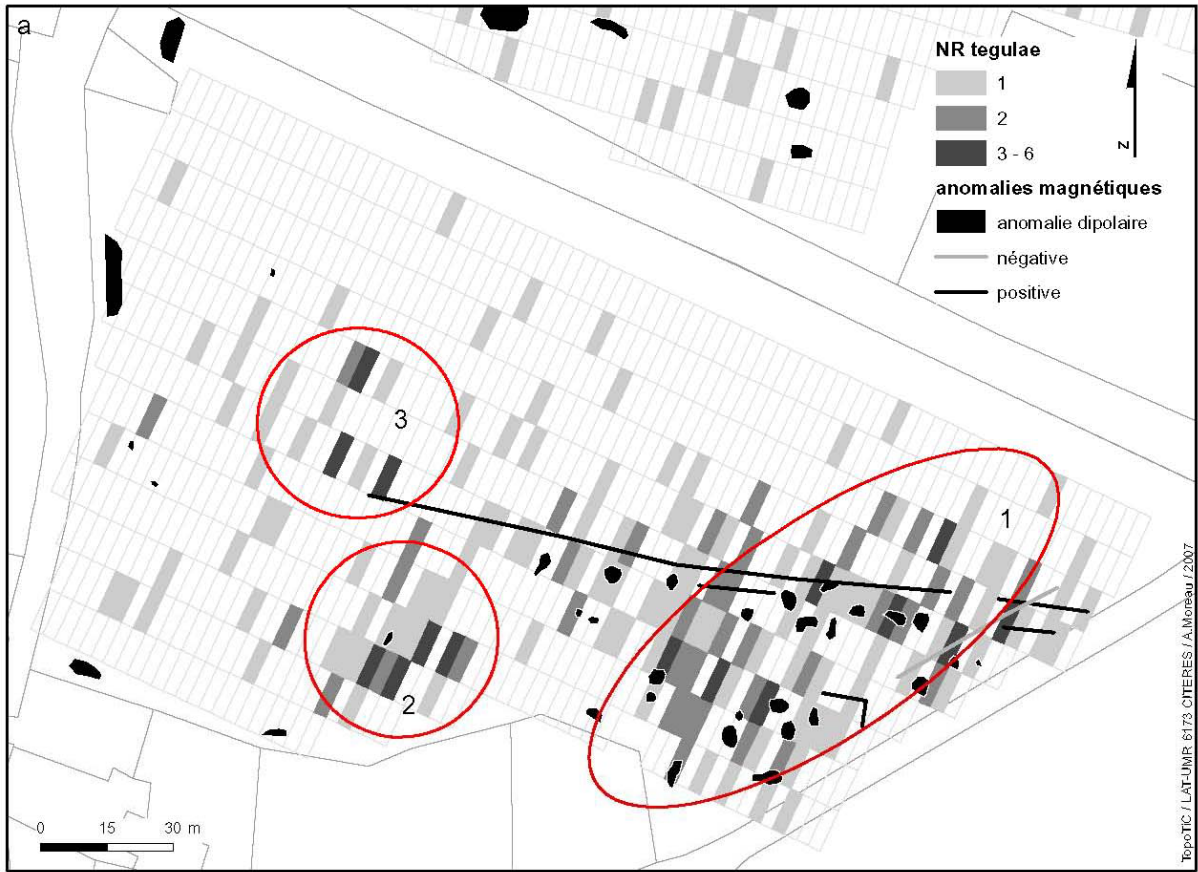 a
NR tegulae
1
2
3 - 6
anomalies magnétiques
anomalie dipolaire
négative
positive
N
3
1
2
0 15 30 m
TopoTiC / LAT-UMR 6173 CITERES / A.Moreau / 2007